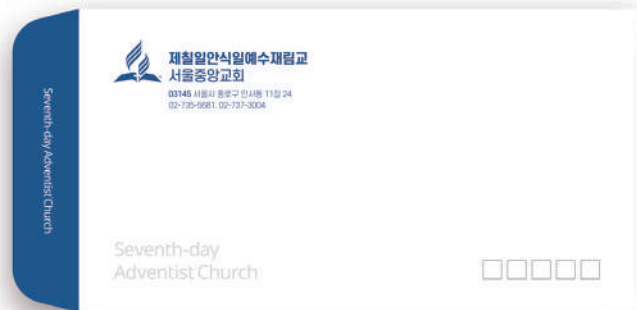 제칠일안식일예수재림교
서울중앙교회
03145 서울시 종로구 인사동 11길 24
02-735-5681. 02-737-3004
Seventh-day Adventist Church
Seventh-day
Adventist Church